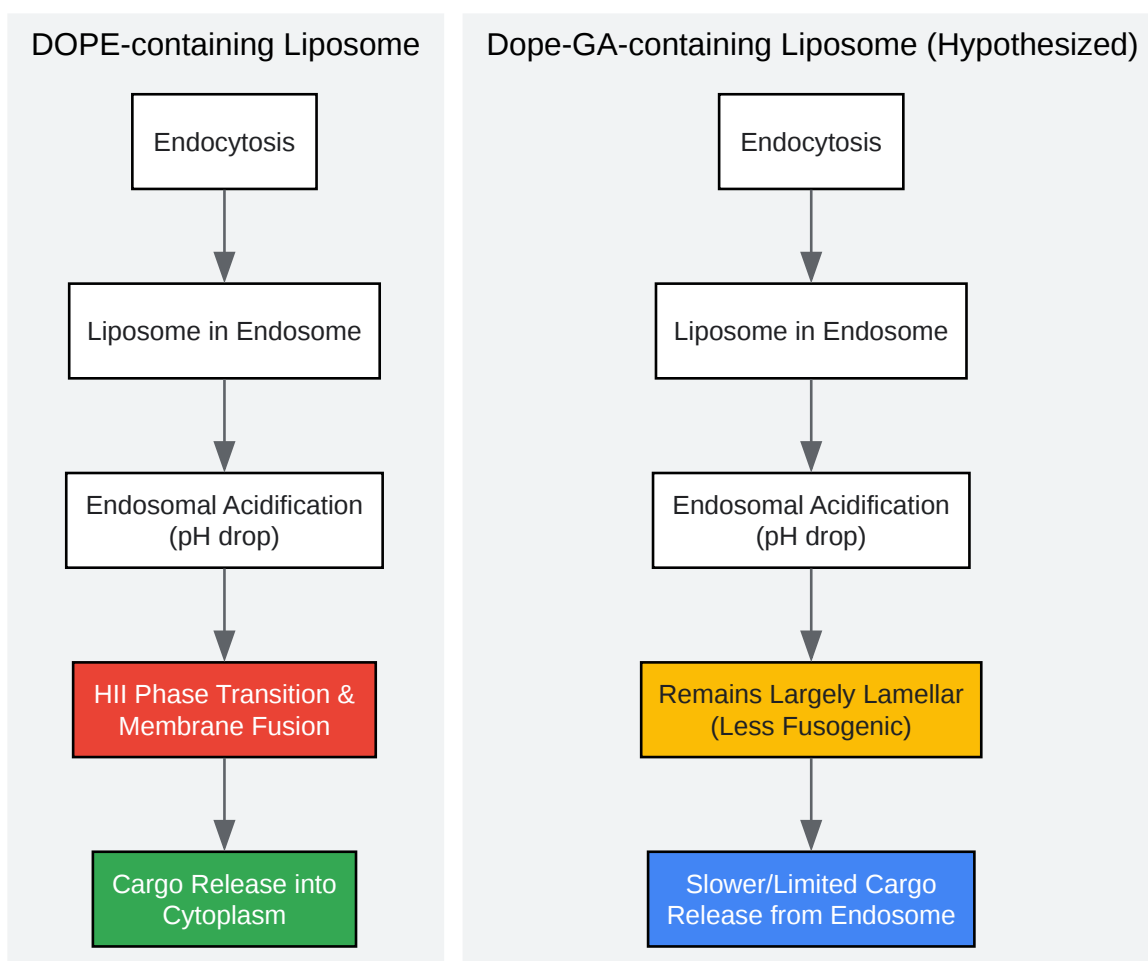 DOPE-containing Liposome
Endocytosis
Liposome in Endosome
Endosomal Acidification
(pH drop)
HII Phase Transition &
Membrane Fusion
Cargo Release into
Cytoplasm
Dope-GA-containing Liposome (Hypothesized)
Endocytosis
Liposome in Endosome
Endosomal Acidification
(pH drop)
Remains Largely Lamellar
(Less Fusogenic)
Slower/Limited Cargo
Release from Endosome